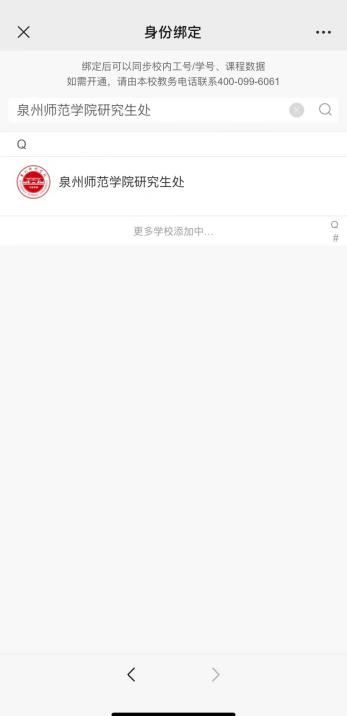 身份绑定
绑定后可以同步校内工号/学号、课程数据
如需开通，请由本校教务电话联系400-099-6061
泉州师范学院研究生处
Q
泉州师范学院研究生处
更多学校添加中...
Q
#